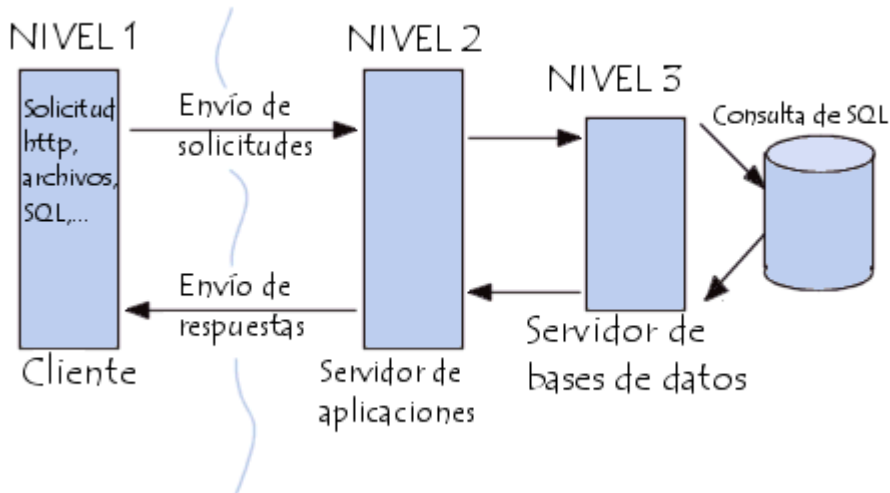 NIVEL 1
NIVEL 2
NIVEL 3
Solicitud
http,
archivos,
SQL,...
Envío de
solicitudes
Consulta de SQL
Envío de
respuestas
Cliente
Servidor de
aplicaciones
Servidor de
bases de datos